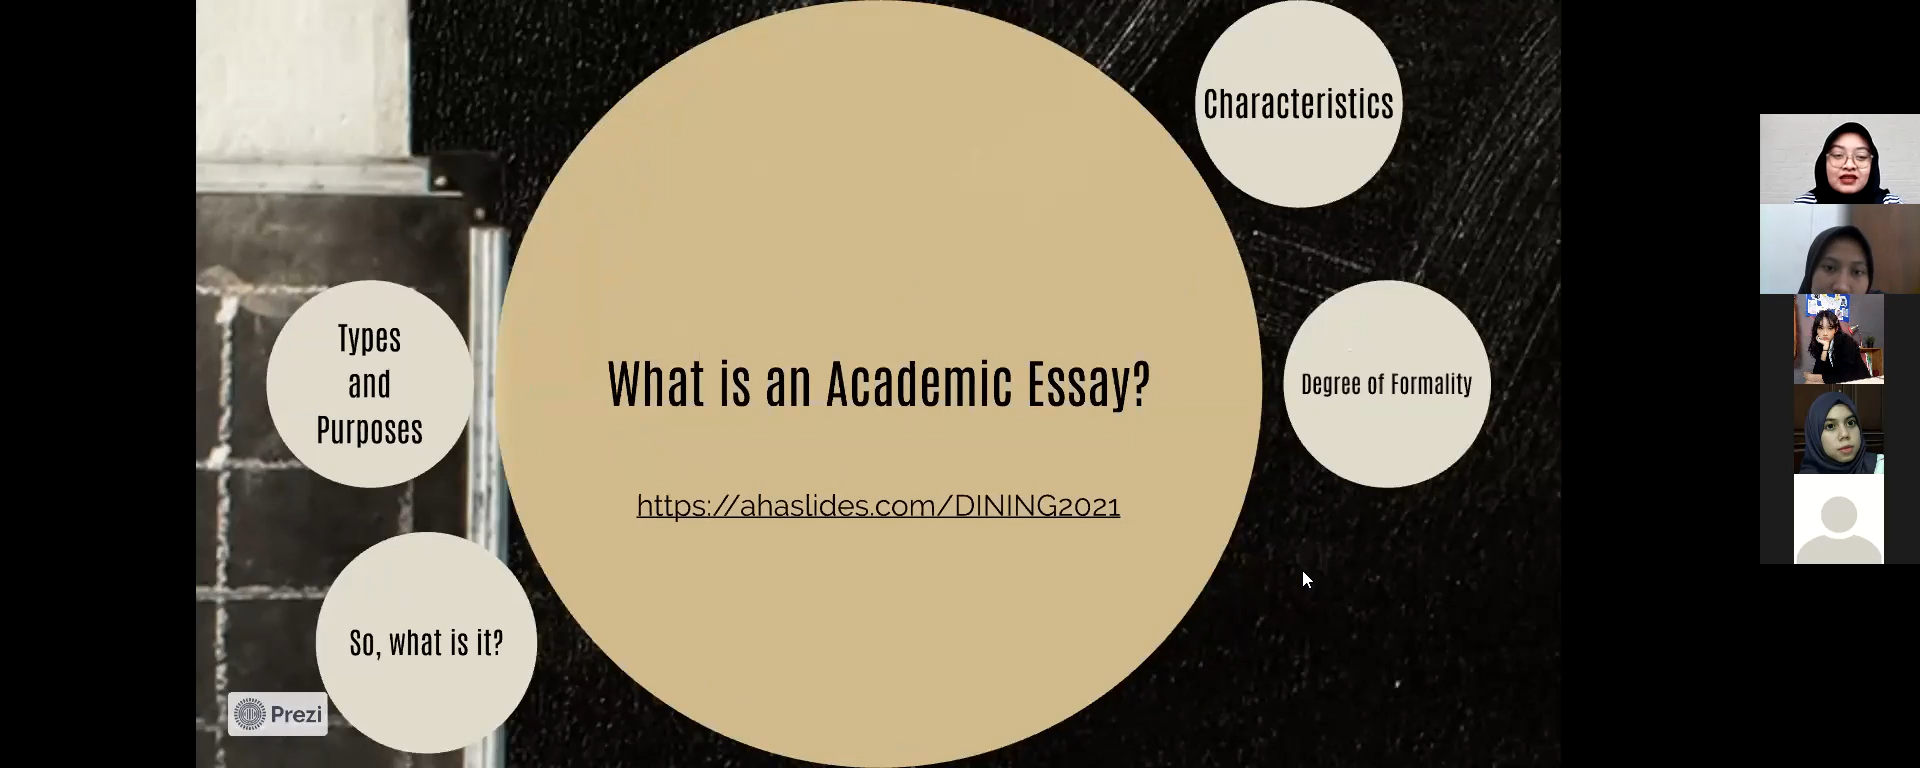 What is an Academic Essay?
https://ahaslides.com/DINING2021
Characteristics
Degree of Formality
Types
and
Purposes
So, what is it?
Prezi